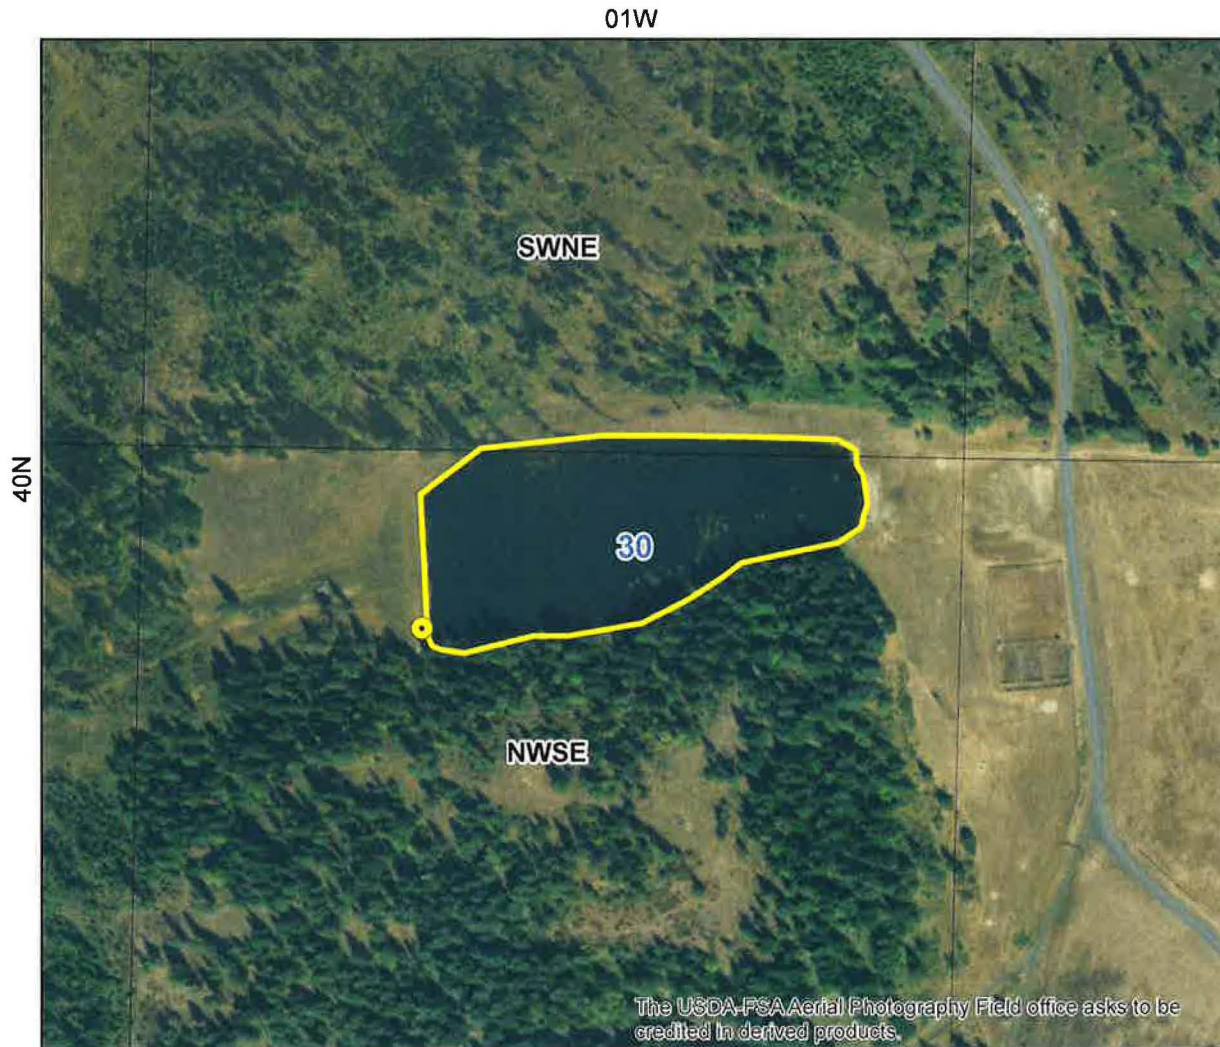 01W
SWNE
40N
30
NWSE
The USDA-FSA Aerial Photography Field office asks to be
credited in derived products.